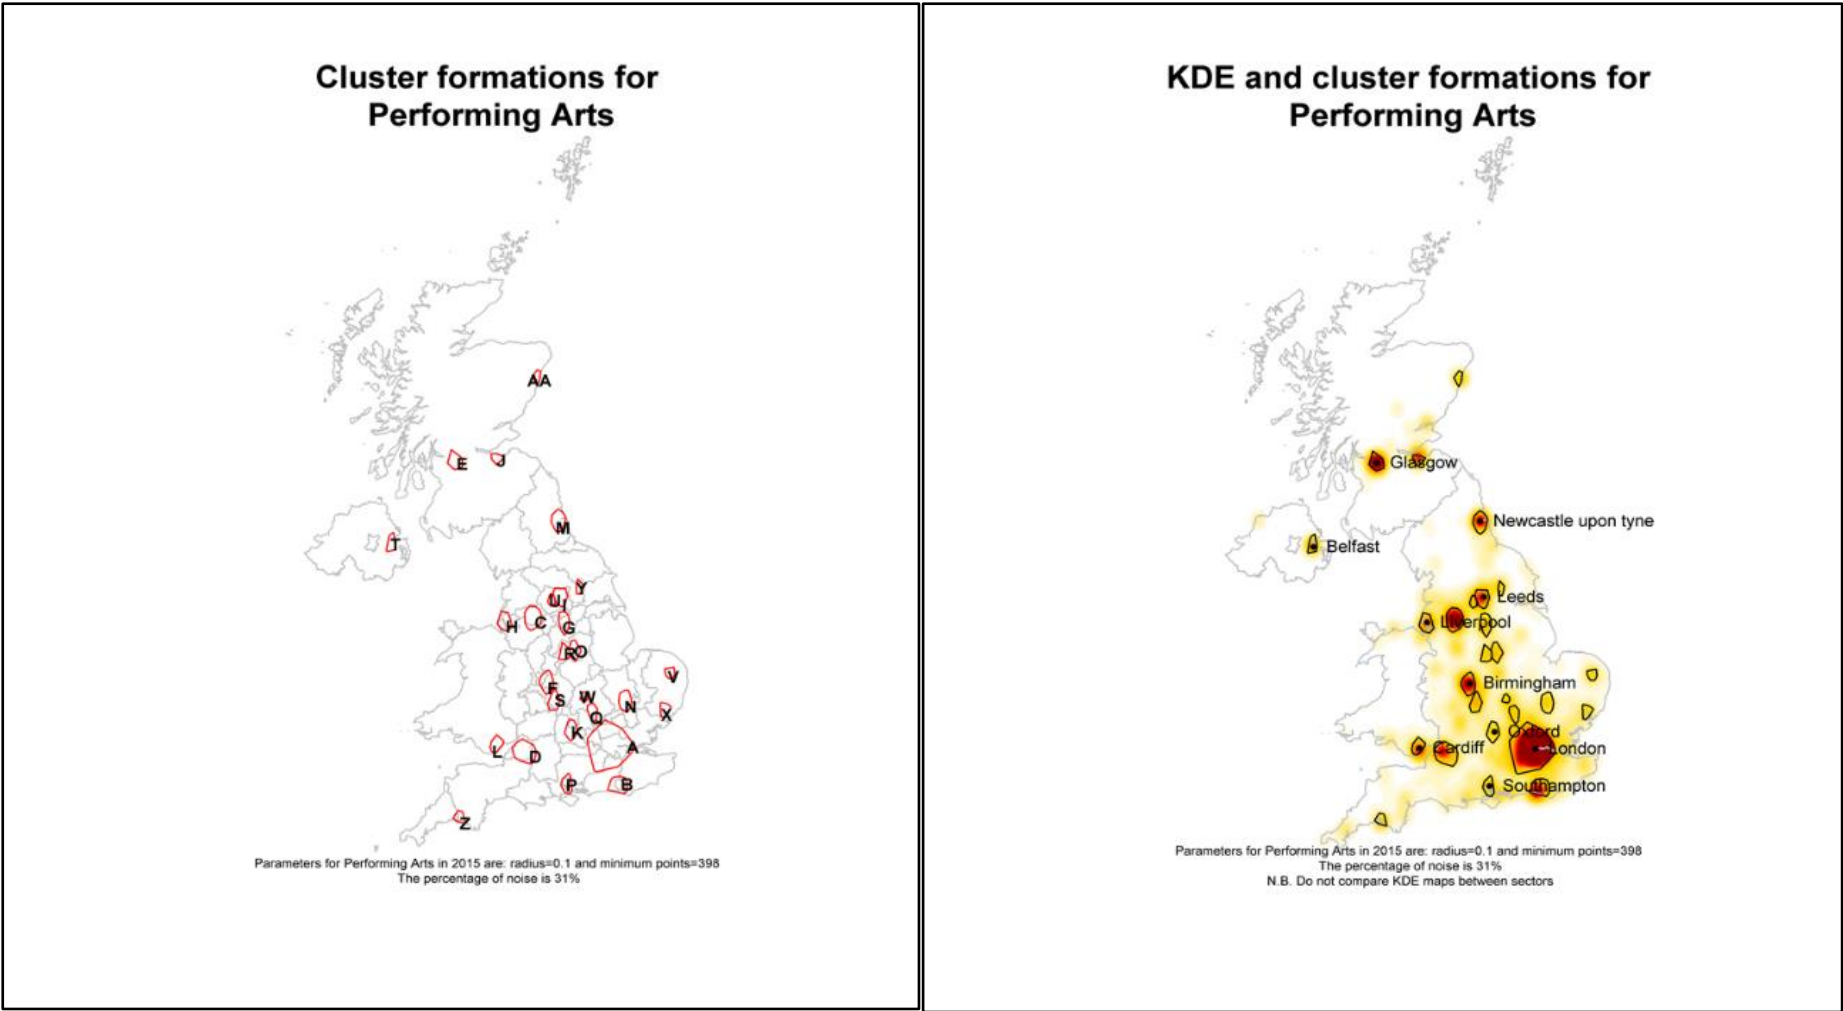 Cluster formations for
Performing Arts
AA
E
J
M
T
Y
U
I
H
C
G
R
O
F
S
W
V
N
Q
X
K
A
L
D
P
B
Z
Parameters for Performing Arts in 2015 are: radius=0.1 and minimum points=398
The percentage of noise is 31%
KDE and cluster formations for
Performing Arts
Glasgow
Newcastle upon tyne
Belfast
Leeds
Liverpool
Birmingham
Oxford
Cardiff
London
Southampton
Parameters for Performing Arts in 2015 are: radius=0.1 and minimum points=398
The percentage of noise is 31%
N.B. Do not compare KDE maps between sectors